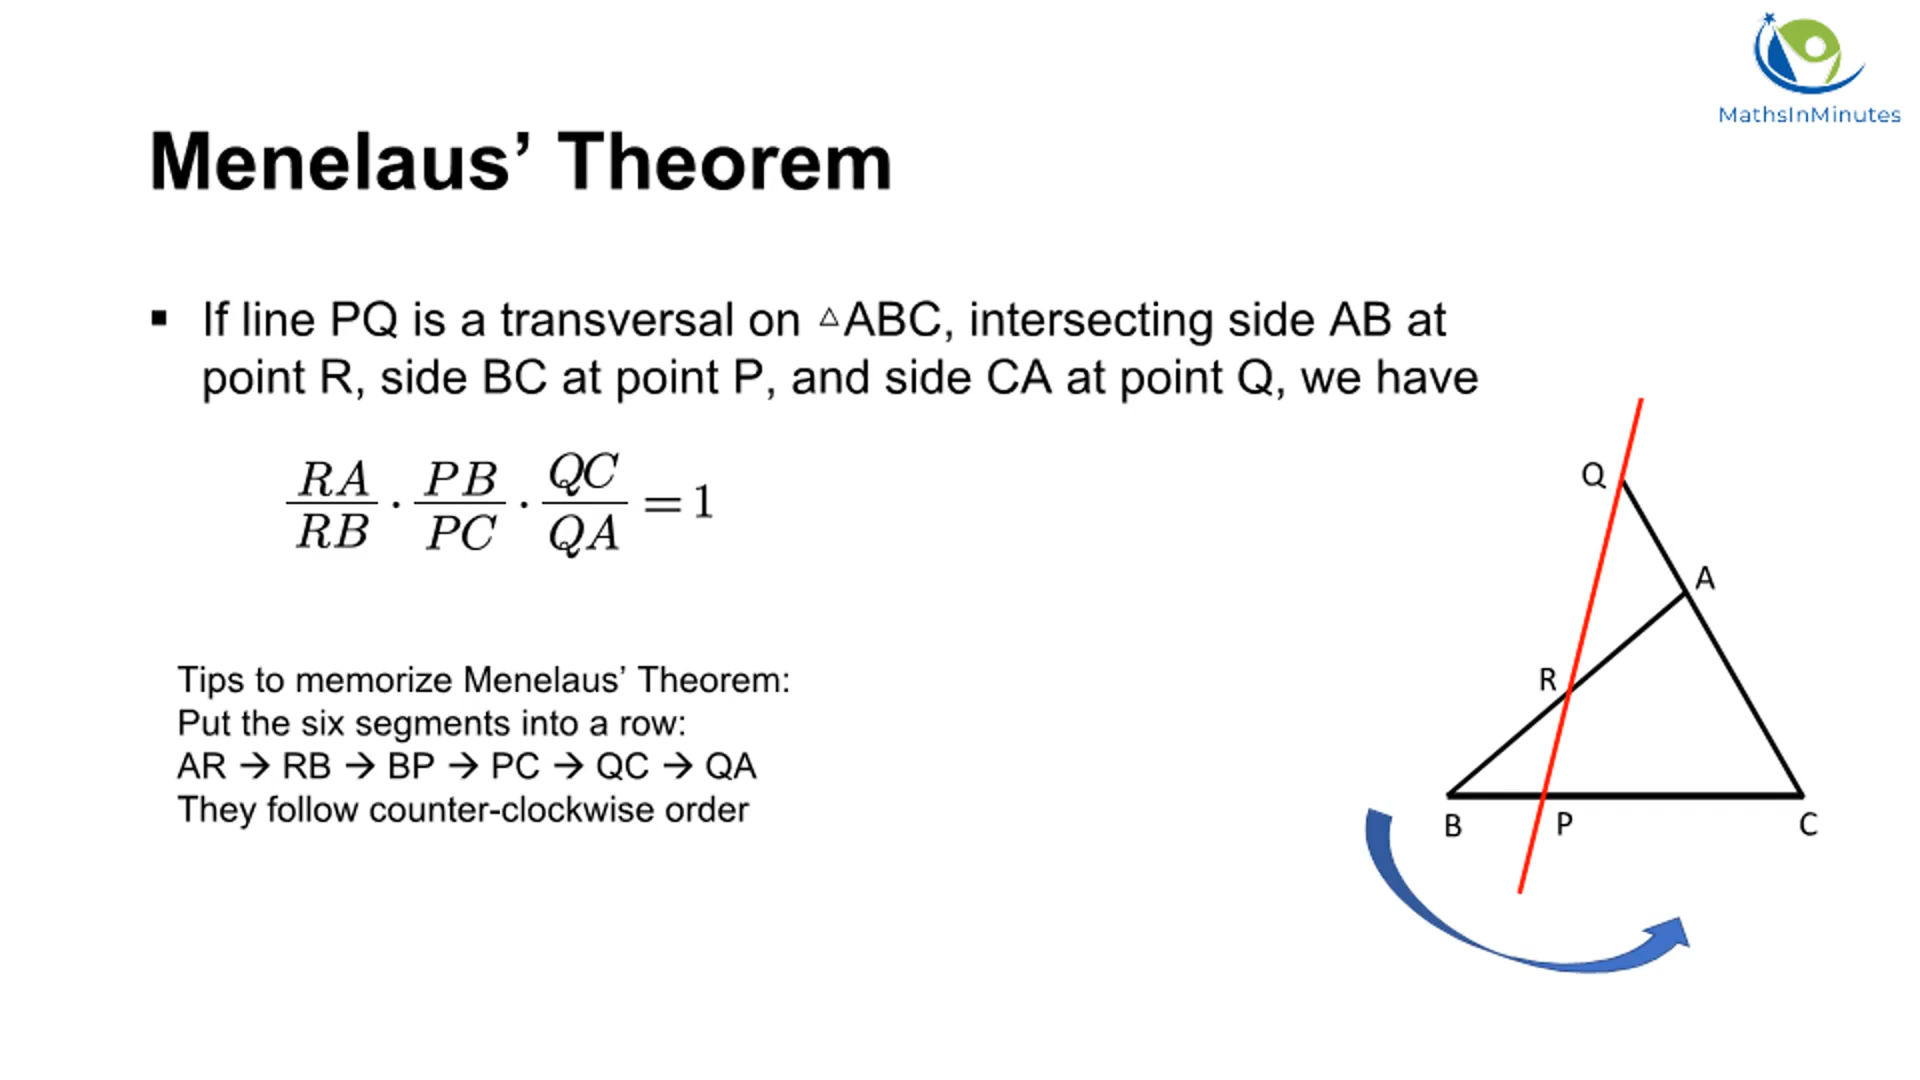 MathsInMinutes
Menelaus’ Theorem
▪ If line PQ is a transversal on △ABC, intersecting side AB at
point R, side BC at point P, and side CA at point Q, we have
RA/RB · PB/PC · QC/QA = 1
Tips to memorize Menelaus’ Theorem:
Put the six segments into a row:
AR → RB → BP → PC → QC → QA
They follow counter-clockwise order
Q
A
R
B
P
C